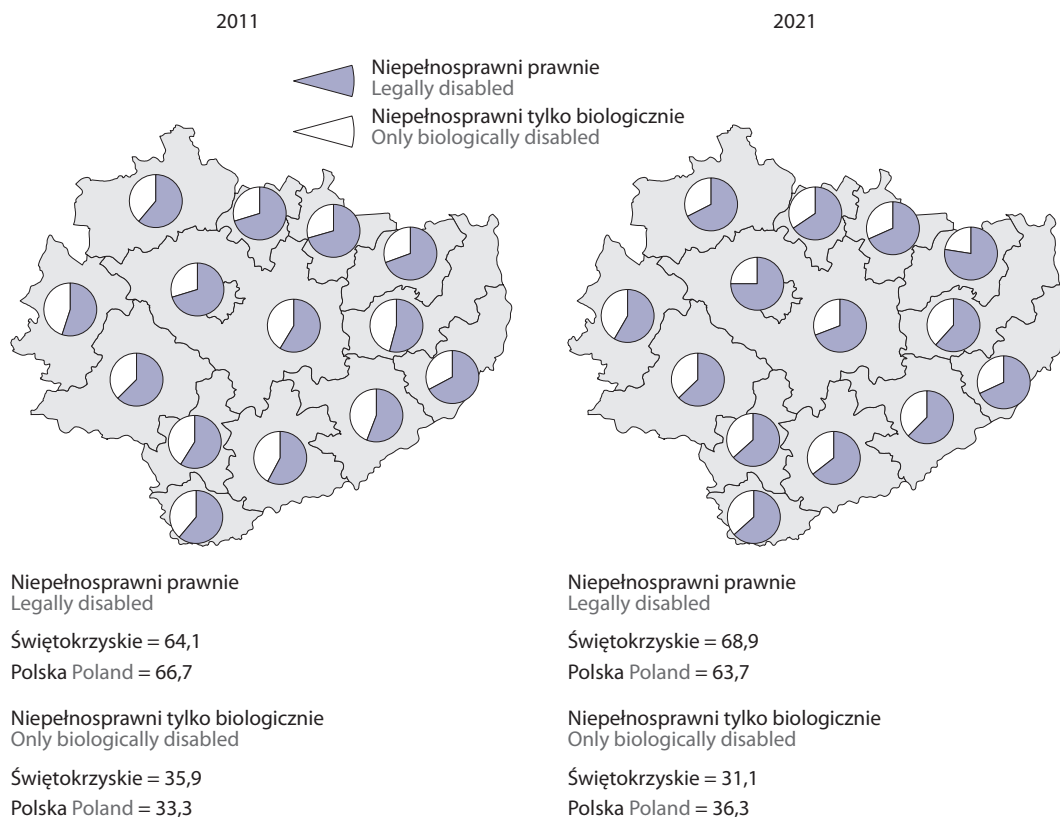 2011
2021
Niepełnosprawni prawnie
Legally disabled
Niepełnosprawni tylko biologicznie
Only biologically disabled
Niepełnosprawni prawnie
Legally disabled
Świętokrzyskie = 64,1
Polska Poland = 66,7
Niepełnosprawni tylko biologicznie
Only biologically disabled
Świętokrzyskie = 35,9
Polska Poland = 33,3
Niepełnosprawni prawnie
Legally disabled
Świętokrzyskie = 68,9
Polska Poland = 63,7
Niepełnosprawni tylko biologicznie
Only biologically disabled
Świętokrzyskie = 31,1
Polska Poland = 36,3